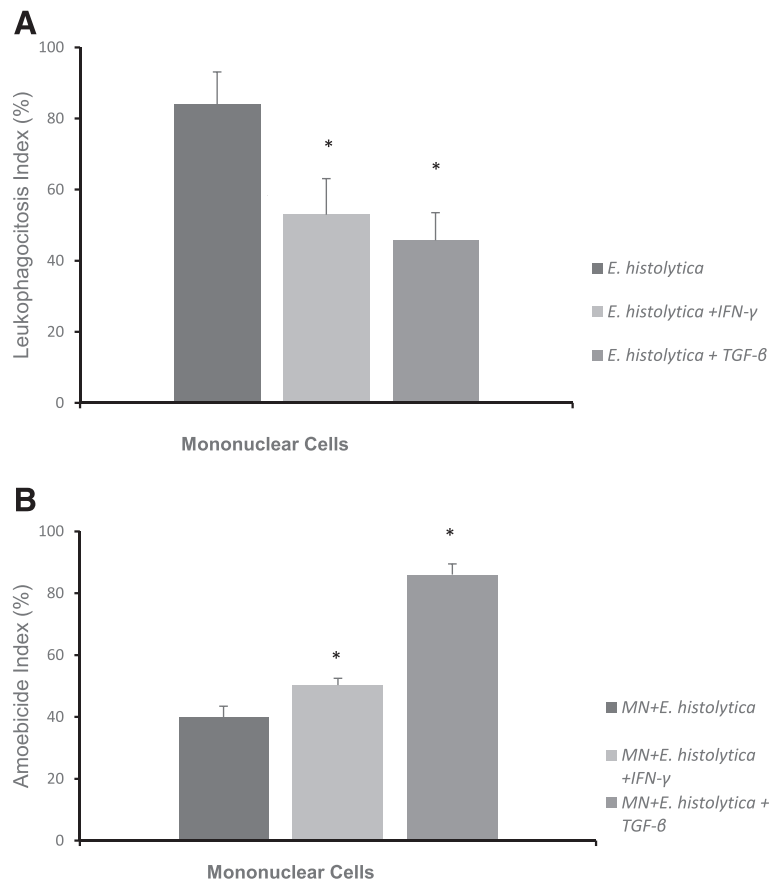 A
100
80
60
40
20
0
Leukophagocitosis Index (%)
*
*
Mononuclear Cells
E. histolytica
E. histolytica +IFN-γ
E. histolytica + TGF-β
B
100
80
60
40
20
0
Amoebicide Index (%)
*
*
Mononuclear Cells
MN+E. histolytica
MN+E. histolytica
+IFN-γ
MN+E. histolytica +
TGF-β